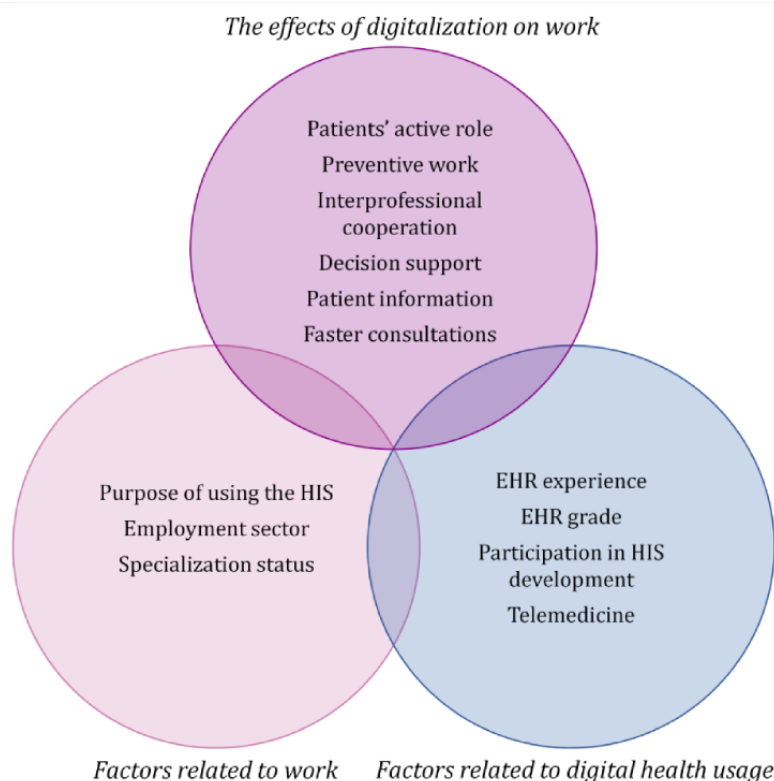 The effects of digitalization on work
Patients’ active role
Preventive work
Interprofessional
cooperation
Decision support
Patient information
Faster consultations
Purpose of using the HIS
Employment sector
Specialization status
EHR experience
EHR grade
Participation in HIS
development
Telemedicine
Factors related to work
Factors related to digital health usage